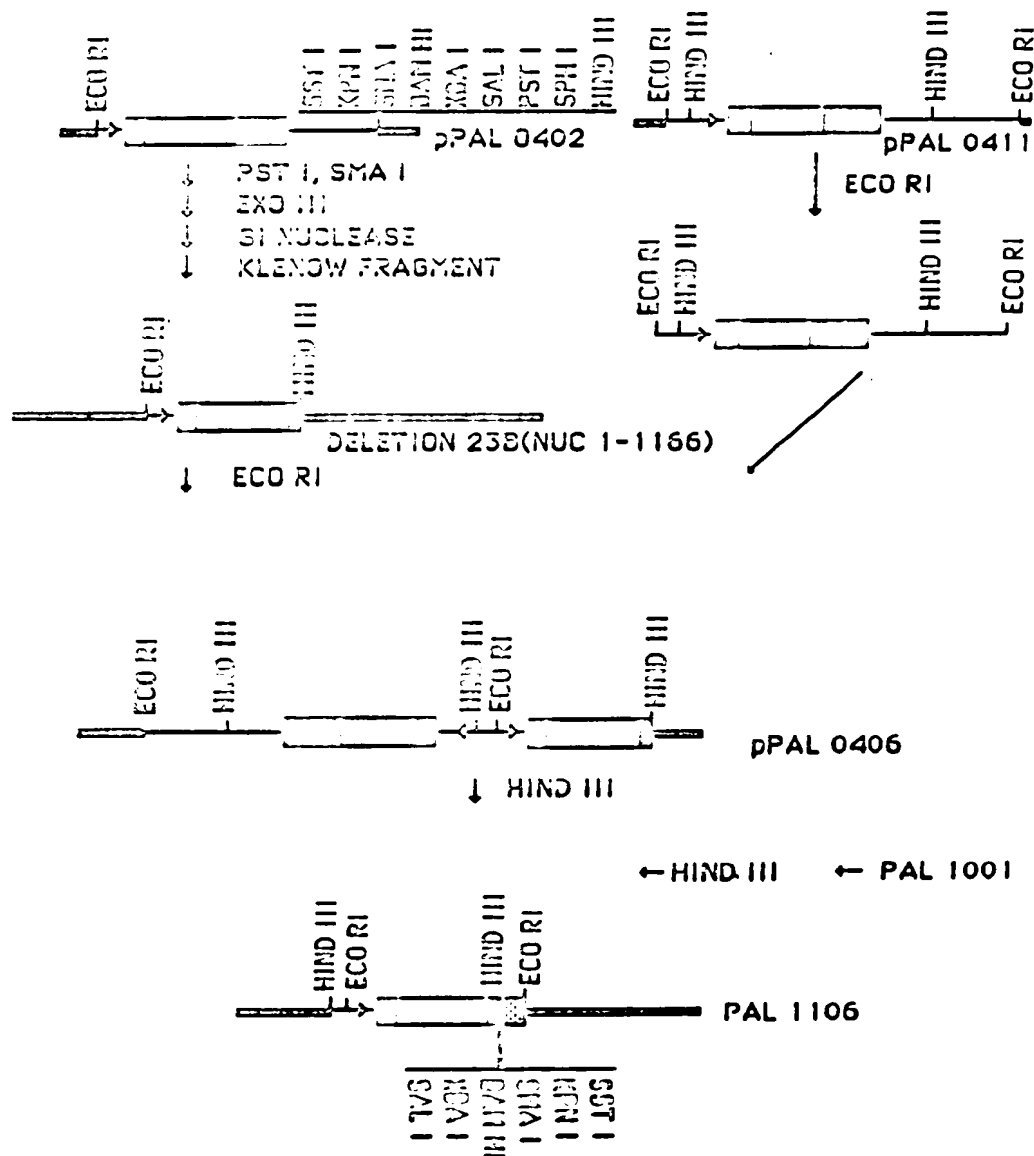 ECO RI
SST I
KPN I
SMA I
BAM HI
XBA I
SAL I
PST I
SPH I
HIND III
pPAL 0402
PST I, SMA I
EXO III
S1 NUCLEASE
KLENOW FRAGMENT
ECO RI
HIND III
HIND III
ECO RI
pPAL 0411
ECO RI
ECO RI
HIND III
HIND III
ECO RI
ECO RI
HIND III
DELETION 238(NUC 1-1166)
ECO RI
ECO RI
HIND III
HIND III
ECO RI
HIND III
pPAL 0406
HIND III
HIND III
PAL 1001
HIND III
ECO RI
HIND III
ECO RI
PAL 1106
SAL I
XBA I
BAM HI
SMA I
KPN I
SST I